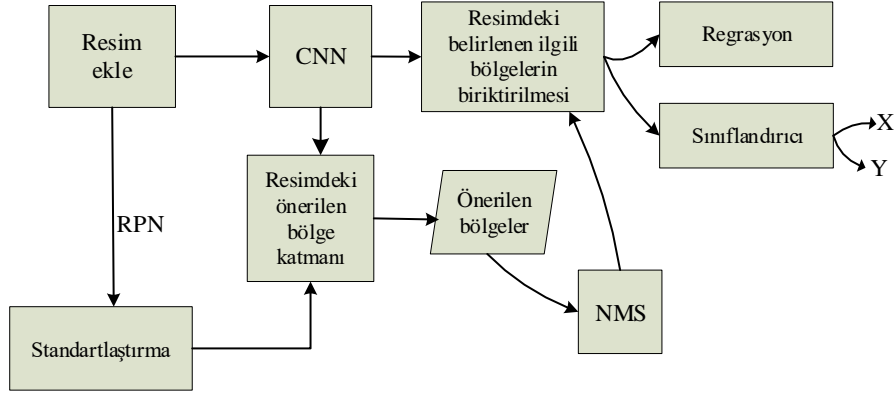 Resim
ekle
CNN
Resimdeki
belirlenen ilgili
bölgelerin
biriktirilmesi
Regrasyon
Sınıflandırıcı
X
Y
RPN
Resimdeki
önerilen
bölge
katmanı
Önerilen
bölgeler
NMS
Standartlaştırma